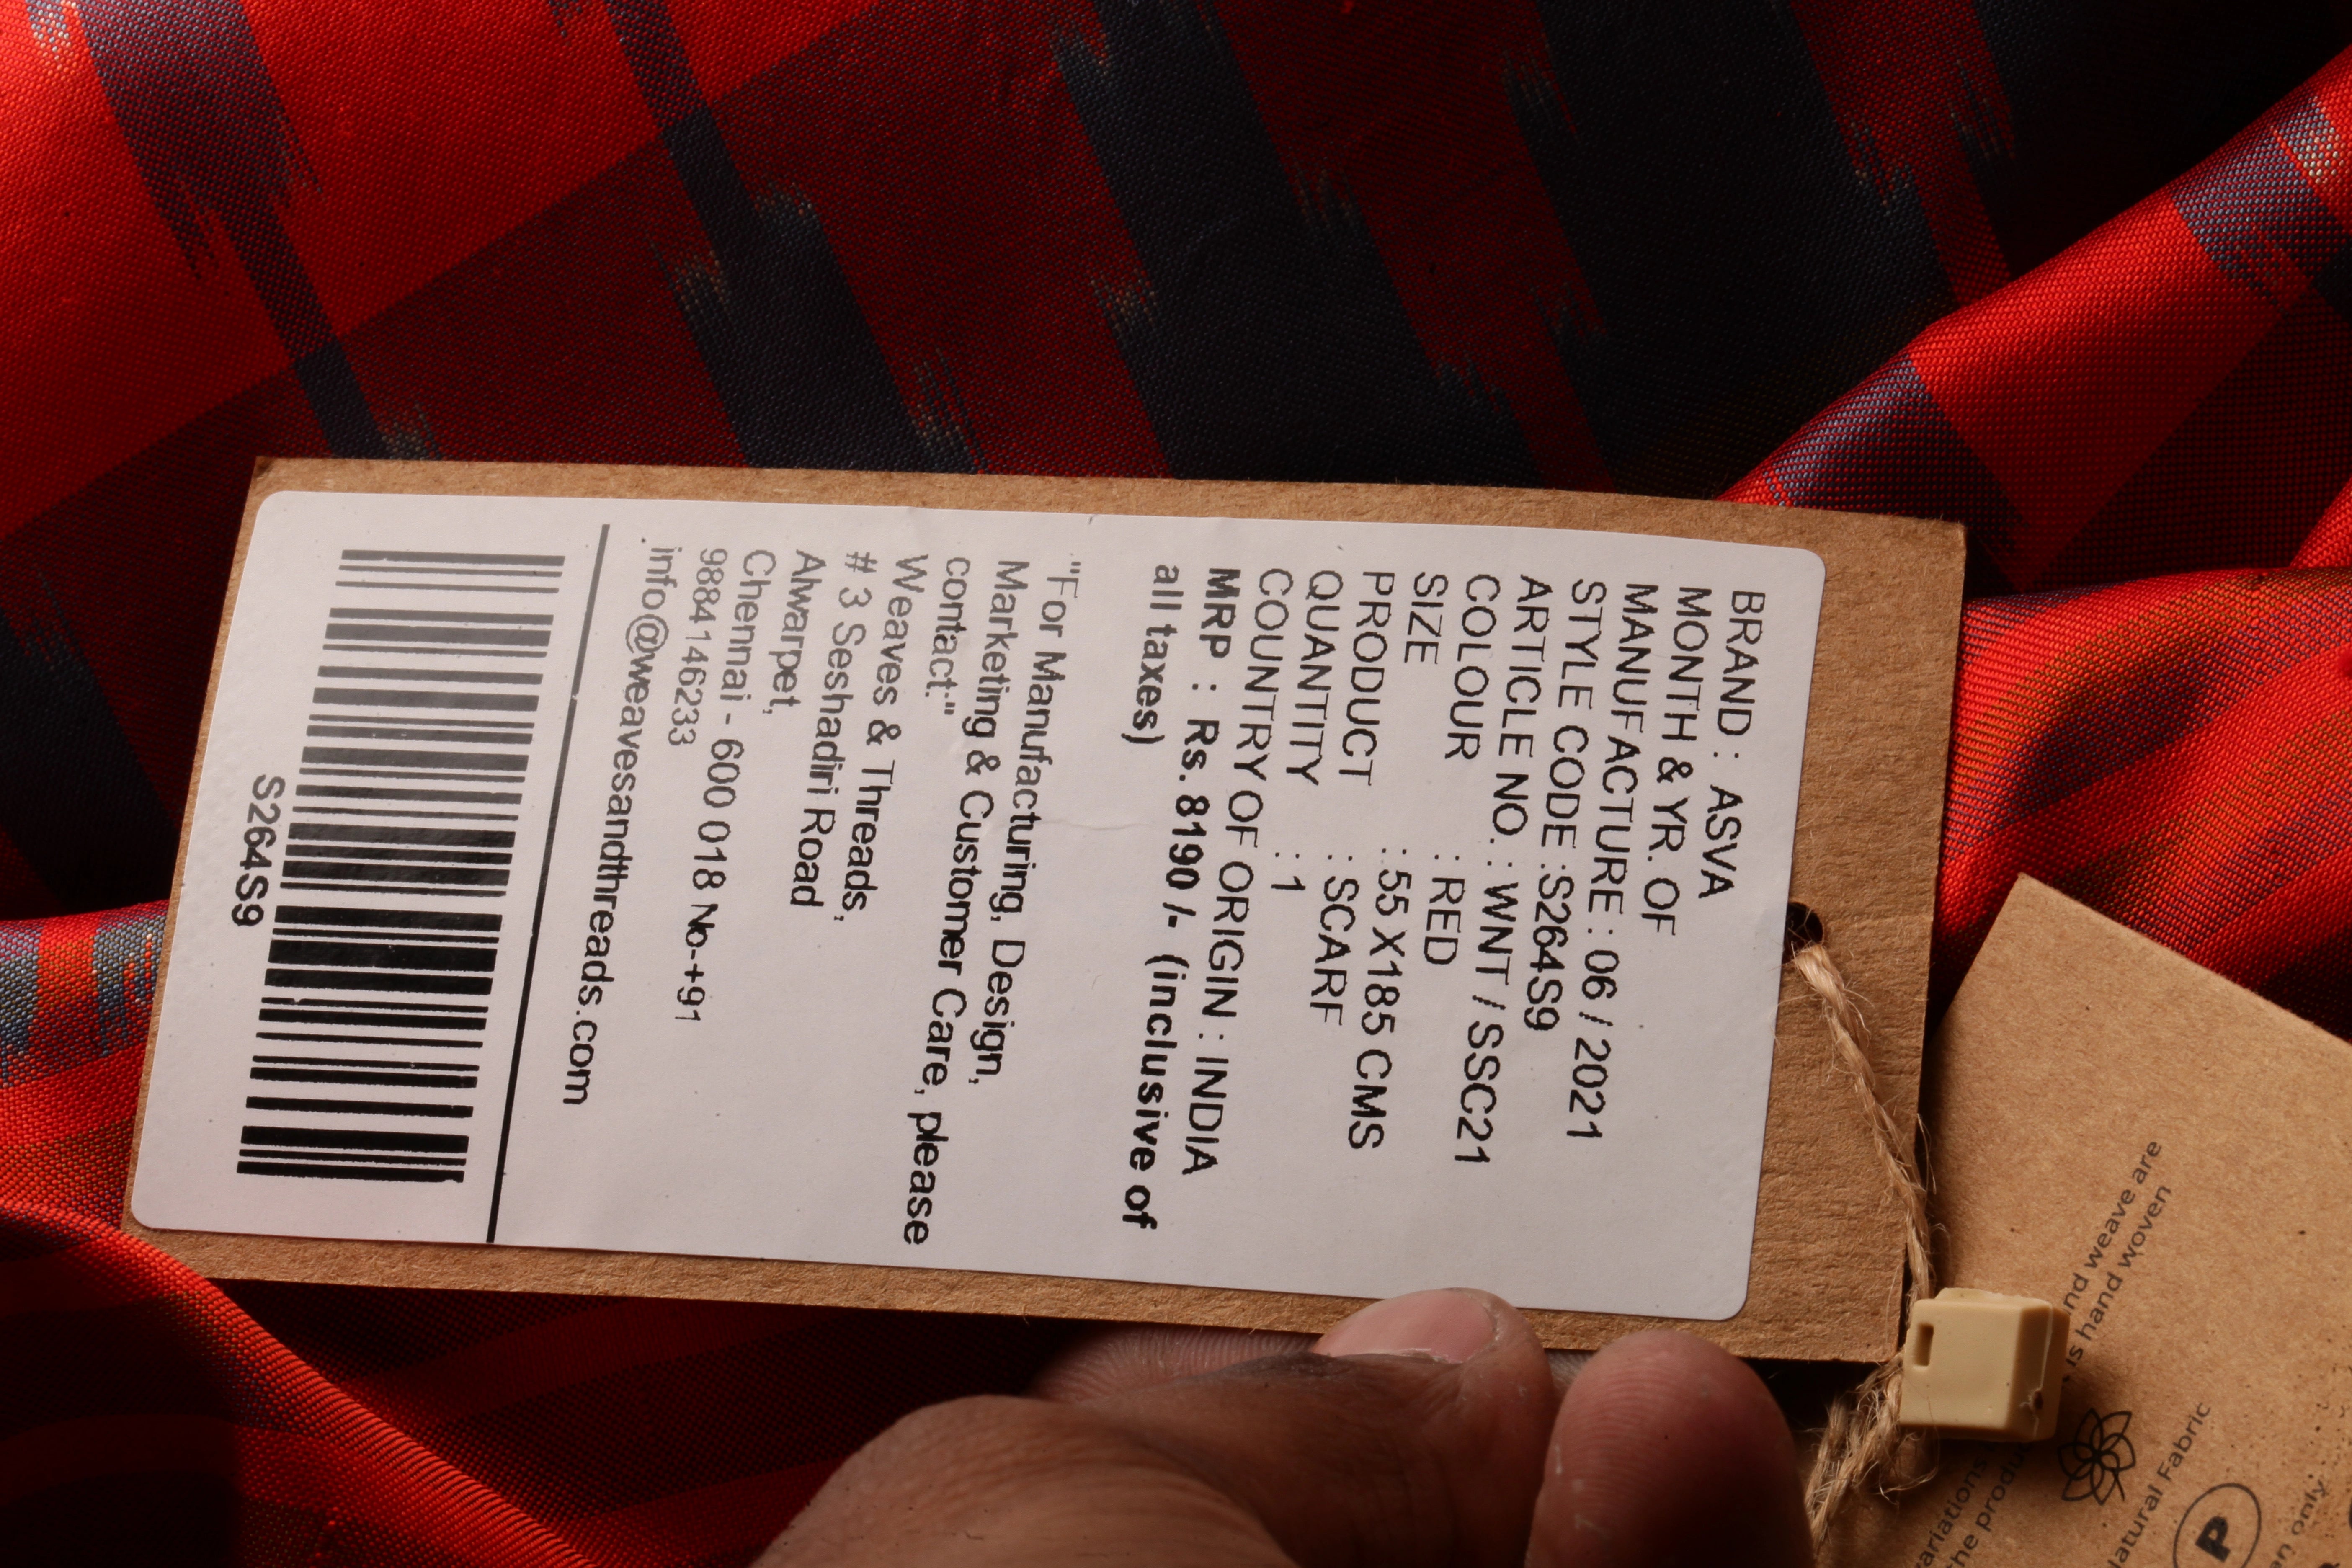 BRAND : ASVA
MONTH & YR. OF
MANUFACTURE : 06 / 2021
STYLE CODE :S264S9
ARTICLE NO. : WNT / SSC21
COLOUR : RED
SIZE : 55 X185 CMS
PRODUCT : SCARF
QUANTITY : 1
COUNTRY OF ORIGIN : INDIA
MRP : Rs. 8190 /- (inclusive of
all taxes)
"For Manufacturing, Design,
Marketing & Customer Care, please
contact:"
Weaves & Threads,
# 3 Seshadiri Road
Alwarpet,
Chennai - 600 018 No-+91
9884146233
info@weavesandthreads.com
S264S9
weave are
is hand woven
the
Fabric
P
only